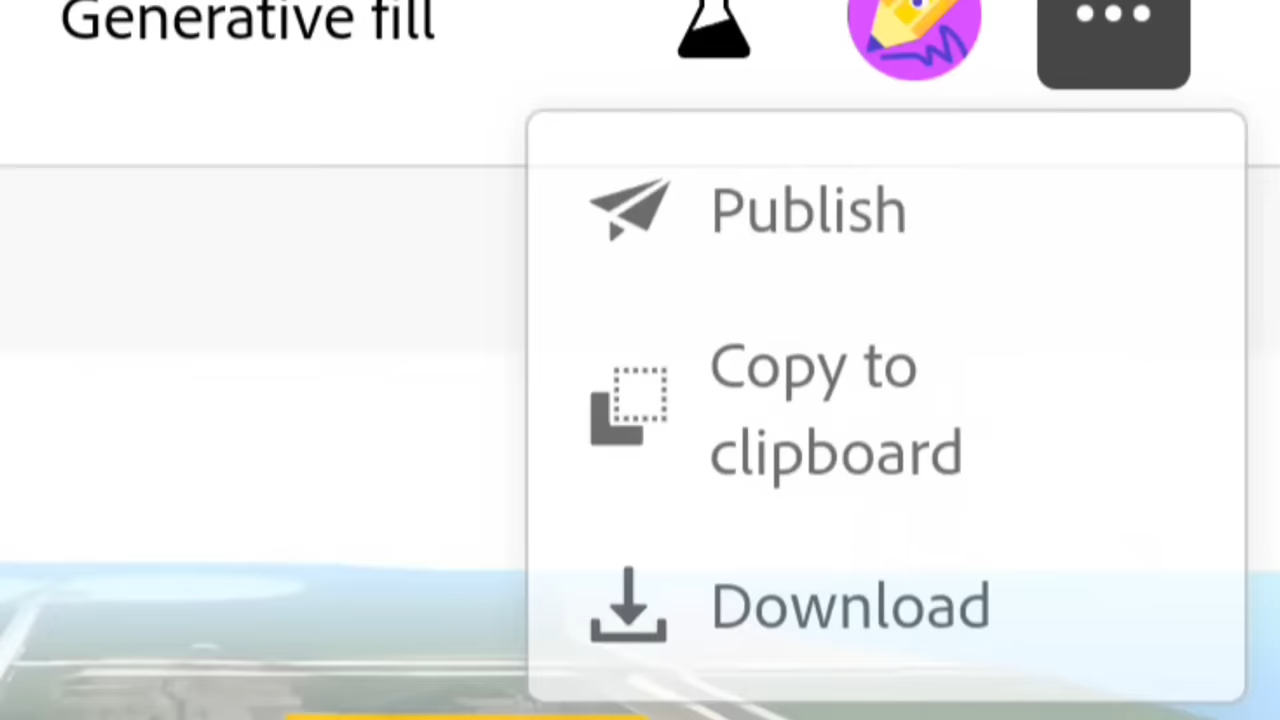 Generative fill
Publish
Copy to
clipboard
Download